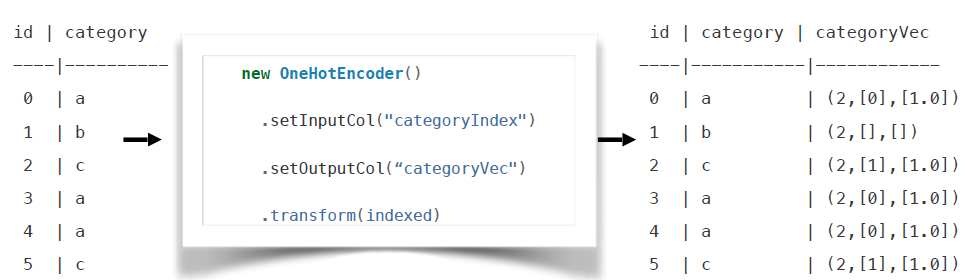 id | category
----|----------
0 | a
1 | b
2 | c
3 | a
4 | a
5 | c
new OneHotEncoder()
.setInputCol("categoryIndex")
.setOutputCol(“categoryVec")
.transform(indexed)
id | category | categoryVec
----|-----------|------------
0 | a | (2,[0],[1.0])
1 | b | (2,[],[])
2 | c | (2,[1],[1.0])
3 | a | (2,[0],[1.0])
4 | a | (2,[0],[1.0])
5 | c | (2,[1],[1.0])